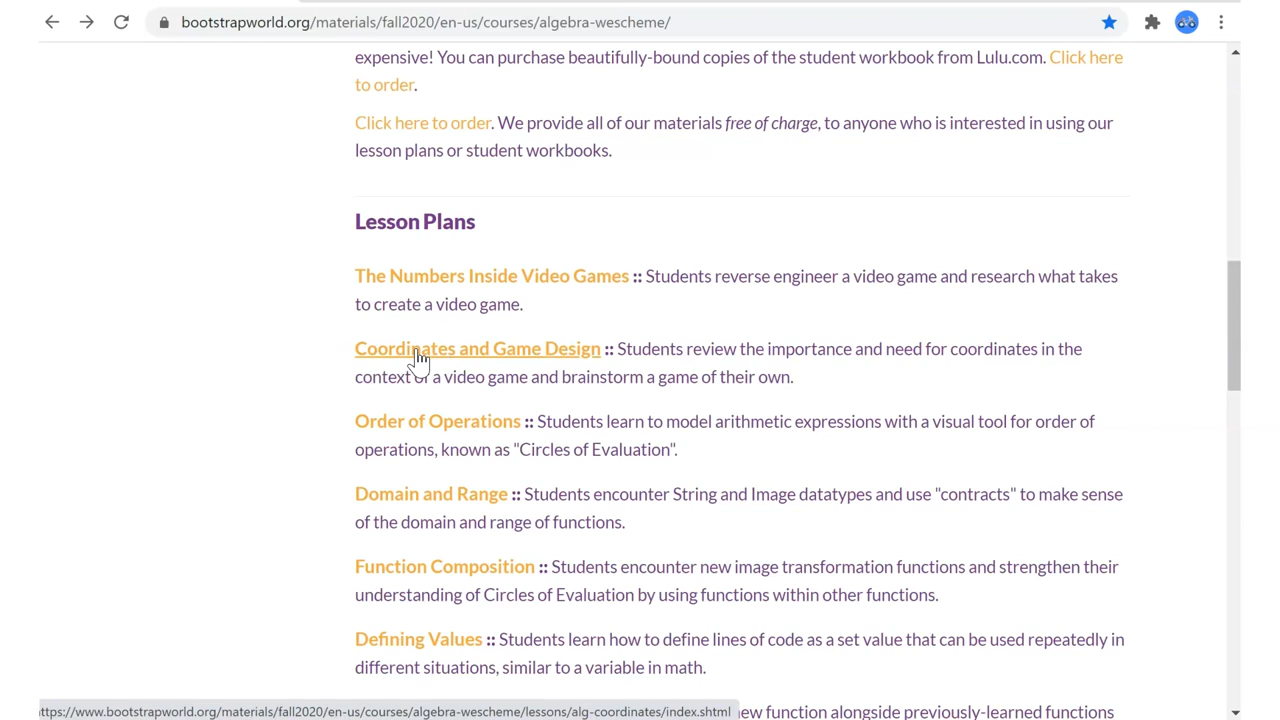 bootstrapworld.org/materials/fall2020/en-us/courses/algebra-wescheme/
expensive! You can purchase beautifully-bound copies of the student workbook from Lulu.com. Click here
to order.
Click here to order. We provide all of our materials free of charge, to anyone who is interested in using our
lesson plans or student workbooks.
Lesson Plans
The Numbers Inside Video Games :: Students reverse engineer a video game and research what takes
to create a video game.
Coordinates and Game Design :: Students review the importance and need for coordinates in the
context of a video game and brainstorm a game of their own.
Order of Operations :: Students learn to model arithmetic expressions with a visual tool for order of
operations, known as "Circles of Evaluation".
Domain and Range :: Students encounter String and Image datatypes and use "contracts" to make sense
of the domain and range of functions.
Function Composition :: Students encounter new image transformation functions and strengthen their
understanding of Circles of Evaluation by using functions within other functions.
Defining Values :: Students learn how to define lines of code as a set value that can be used repeatedly in
different situations, similar to a variable in math.
ttps://www.bootstrapworld.org/materials/fall2020/en-us/courses/algebra-wescheme/lessons/alg-coordinates/index.shtml new function alongside previously-learned functions